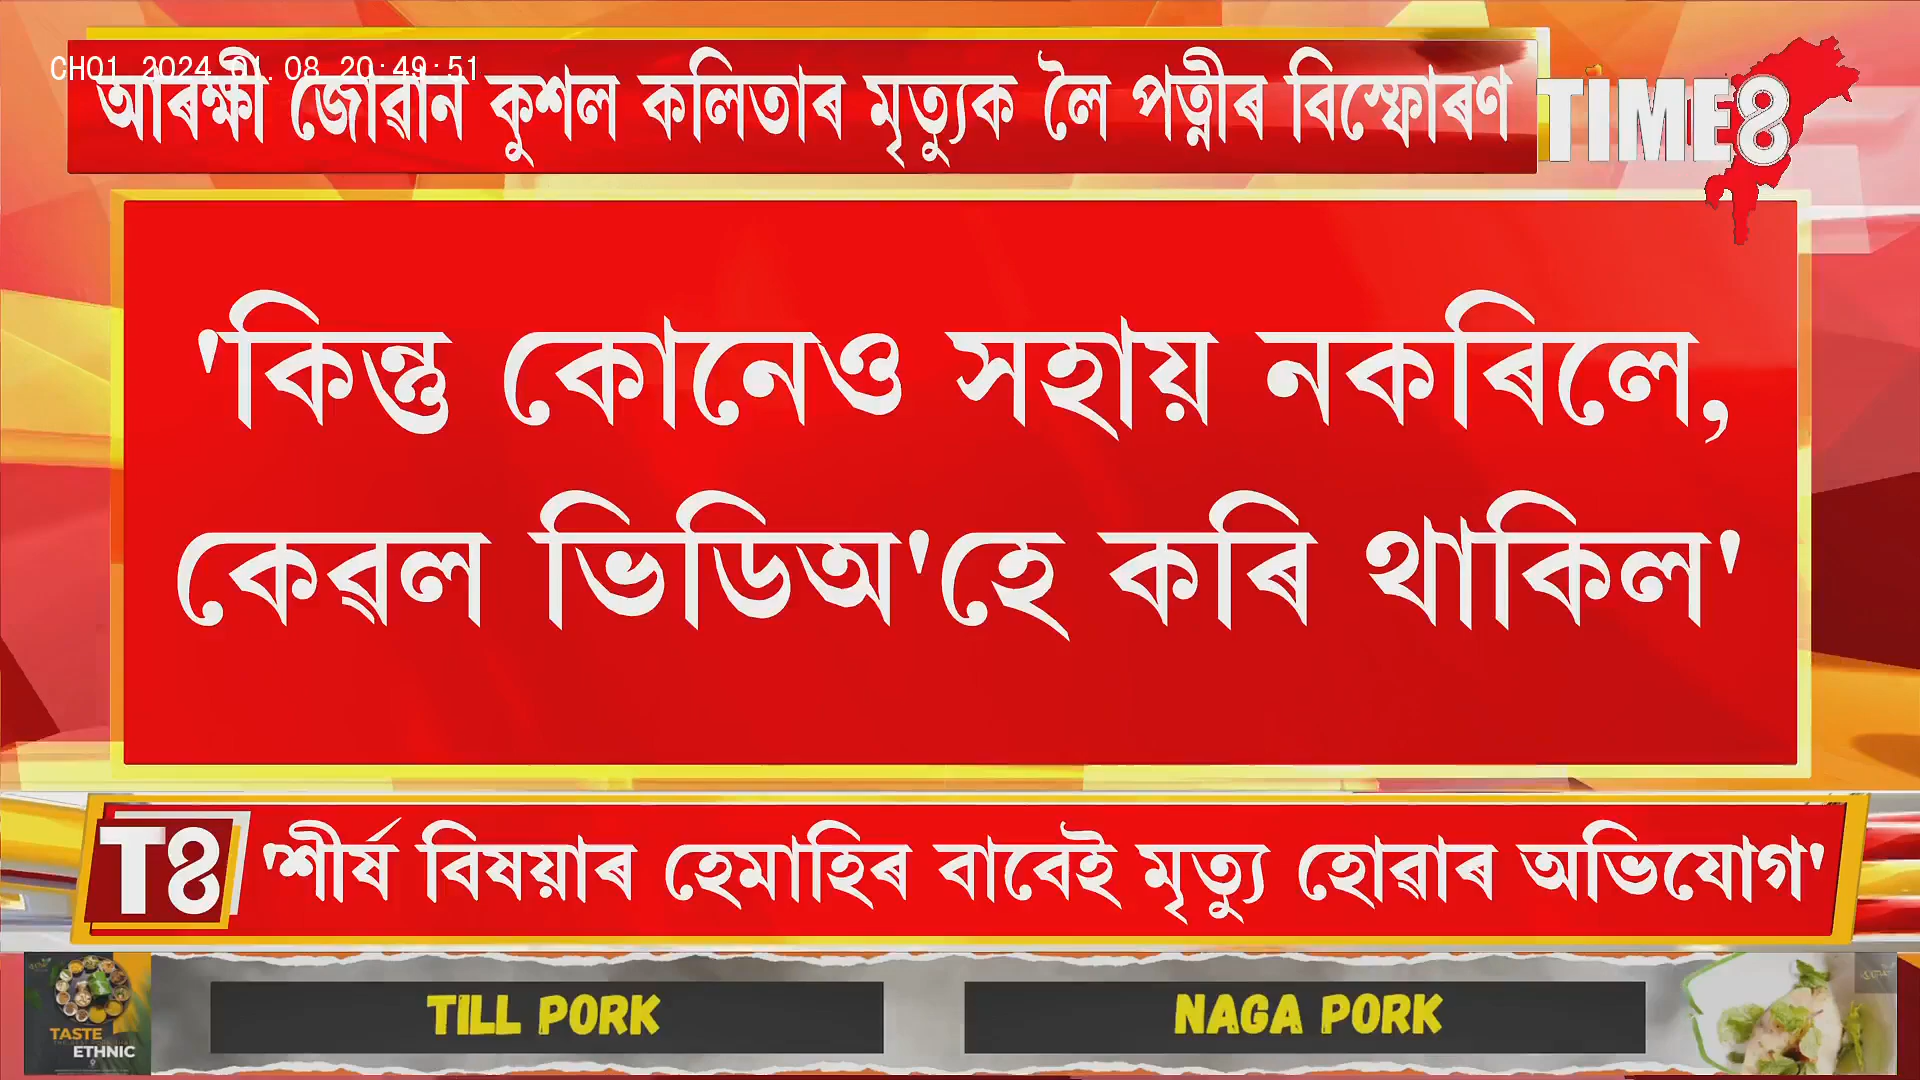 CH01 2024.01.08 20:49:51
আৰক্ষী জোৱান কুশল কলিতাৰ মৃত্যুক লৈ পত্নীৰ বিস্ফোৰণ
TIME8
'কিন্তু কোনেও সহায় নকৰিলে,
কেৱল ভিডিঅ'হে কৰি থাকিল'
T8 'শীৰ্ষ বিষয়াৰ হেমাহিৰ বাবেই মৃত্যু হোৱাৰ অভিযোগ'
TASTE
ETHNIC
TILL PORK
NAGA PORK